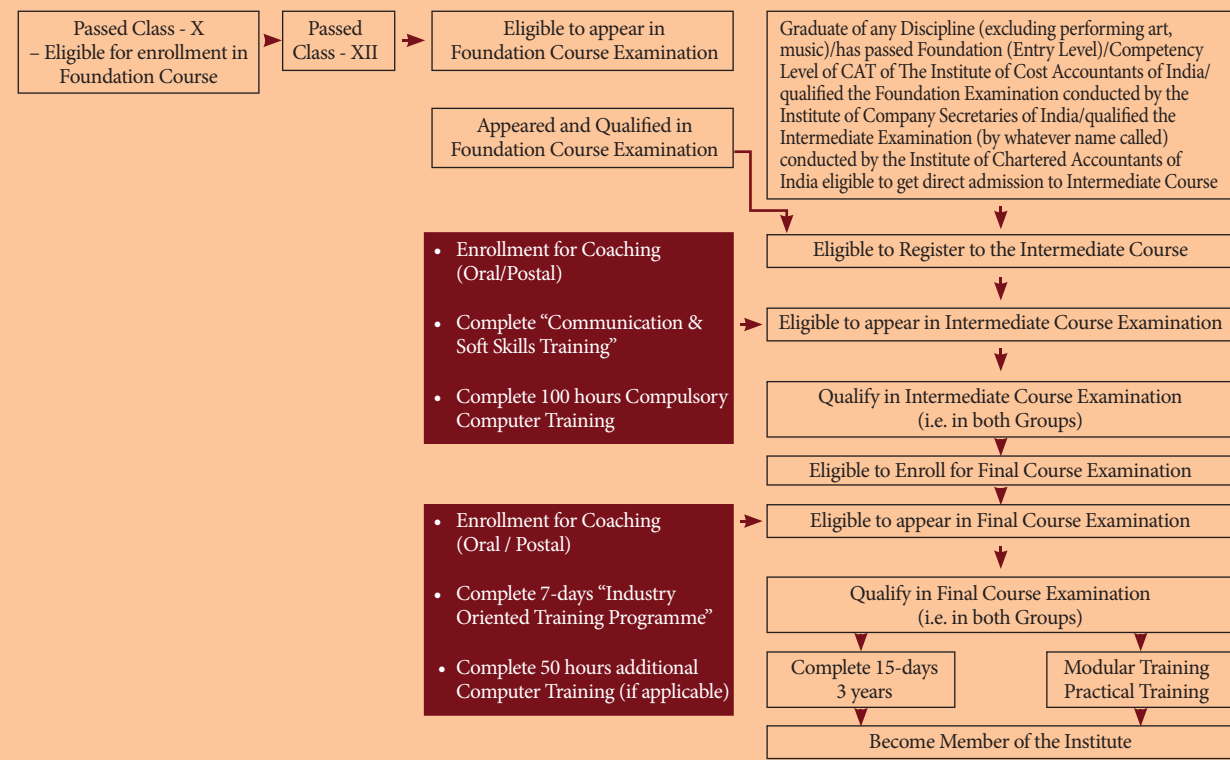 Passed Class - X
– Eligible for enrollment in
Foundation Course
Passed
Class - XII
Eligible to appear in
Foundation Course Examination
Graduate of any Discipline (excluding performing art,
music)/has passed Foundation (Entry Level)/Competency
Level of CAT of The Institute of Cost Accountants of India/
qualified the Foundation Examination conducted by the
Institute of Company Secretaries of India/qualified the
Intermediate Examination (by whatever name called)
conducted by the Institute of Chartered Accountants of
India eligible to get direct admission to Intermediate Course
Appeared and Qualified in
Foundation Course Examination
Eligible to Register to the Intermediate Course
• Enrollment for Coaching
(Oral/Postal)
• Complete “Communication &
Soft Skills Training”
• Complete 100 hours Compulsory
Computer Training
Eligible to appear in Intermediate Course Examination
Qualify in Intermediate Course Examination
(i.e. in both Groups)
Eligible to Enroll for Final Course Examination
• Enrollment for Coaching
(Oral / Postal)
• Complete 7-days “Industry
Oriented Training Programme”
• Complete 50 hours additional
Computer Training (if applicable)
Eligible to appear in Final Course Examination
Qualify in Final Course Examination
(i.e. in both Groups)
Complete 15-days
3 years
Modular Training
Practical Training
Become Member of the Institute